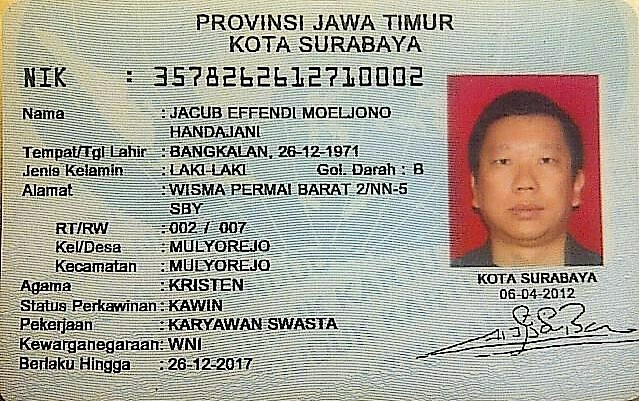 PROVINSI JAWA TIMUR
KOTA SURABAYA
NIK : 3578262612710002
Nama : JACUB EFFENDI MOELJONO
HANDAJANI
Tempat/Tgl Lahir : BANGKALAN, 26-12-1971
Jenis Kelamin : LAKI-LAKI Gol. Darah : B
Alamat : WISMA PERMAI BARAT 2/NN-5
SBY
RT/RW : 002 / 007
Kel/Desa : MULYOREJO
Kecamatan : MULYOREJO
Agama : KRISTEN
Status Perkawinan : KAWIN
Pekerjaan : KARYAWAN SWASTA
Kewarganegaraan : WNI
Berlaku Hingga : 26-12-2017
KOTA SURABAYA
06-04-2012